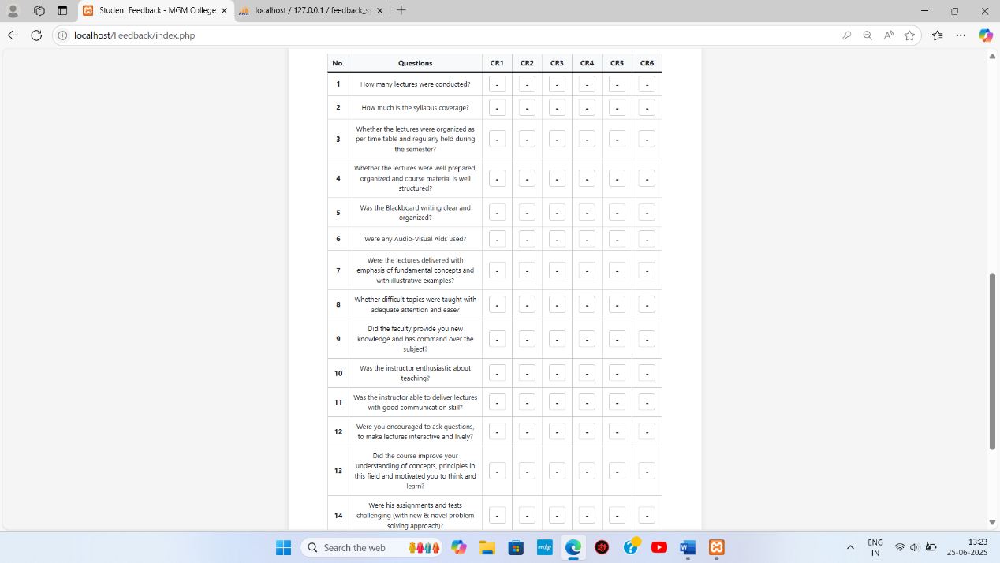 Student Feedback - MGM College
localhost / 127.0.0.1 / feedback_s
localhost/Feedback/index.php
No. Questions CR1 CR2 CR3 CR4 CR5 CR6
1 How many lectures were conducted? - - - - - -
2 How much is the syllabus coverage? - - - - - -
Whether the lectures were organized as
3 per time table and regularly held during - - - - - -
the semester?
Whether the lectures were well prepared,
4 organized and course material is well - - - - - -
structured?
Was the Blackboard writing clear and
5 organized? - - - - - -
6 Were any Audio-Visual Aids used? - - - - - -
Were the lectures delivered with
7 emphasis of fundamental concepts and - - - - - -
with illustrative examples?
Whether difficult topics were taught with
8 adequate attention and ease? - - - - - -
Did the faculty provide you new
9 knowledge and has command over the - - - - - -
subject?
Was the instructor enthusiastic about
10 teaching? - - - - - -
Was the instructor able to deliver lectures
11 with good communication skill? - - - - - -
Were you encouraged to ask questions,
12 to make lectures interactive and lively? - - - - - -
Did the course improve your
understanding of concepts, principles in
13 this field and motivated you to think and - - - - - -
learn?
Were his assignments and tests
14 challenging (with new & novel problem - - - - - -
solving approach)?
Search the web
myhp
W
ENG
IN
13:23
25-06-2025